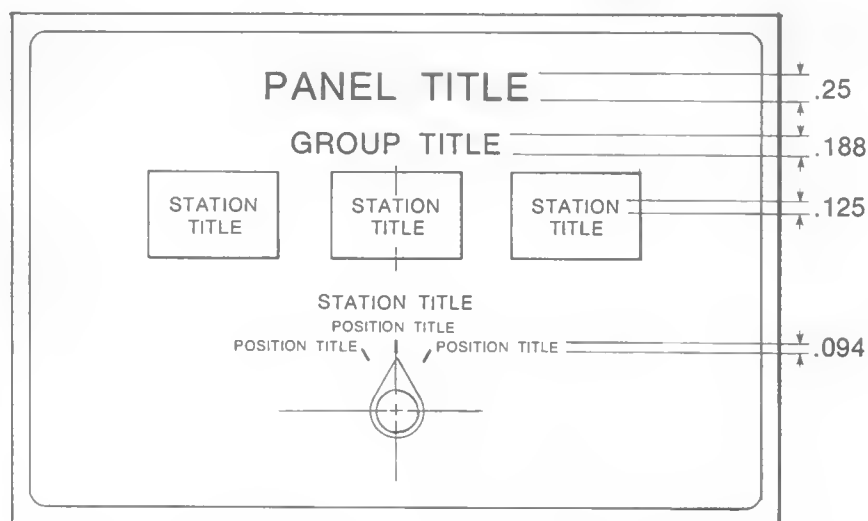 PANEL TITLE
.25
GROUP TITLE
.188
STATION TITLE
STATION TITLE
STATION TITLE
.125
STATION TITLE
POSITION TITLE
POSITION TITLE
POSITION TITLE
.094